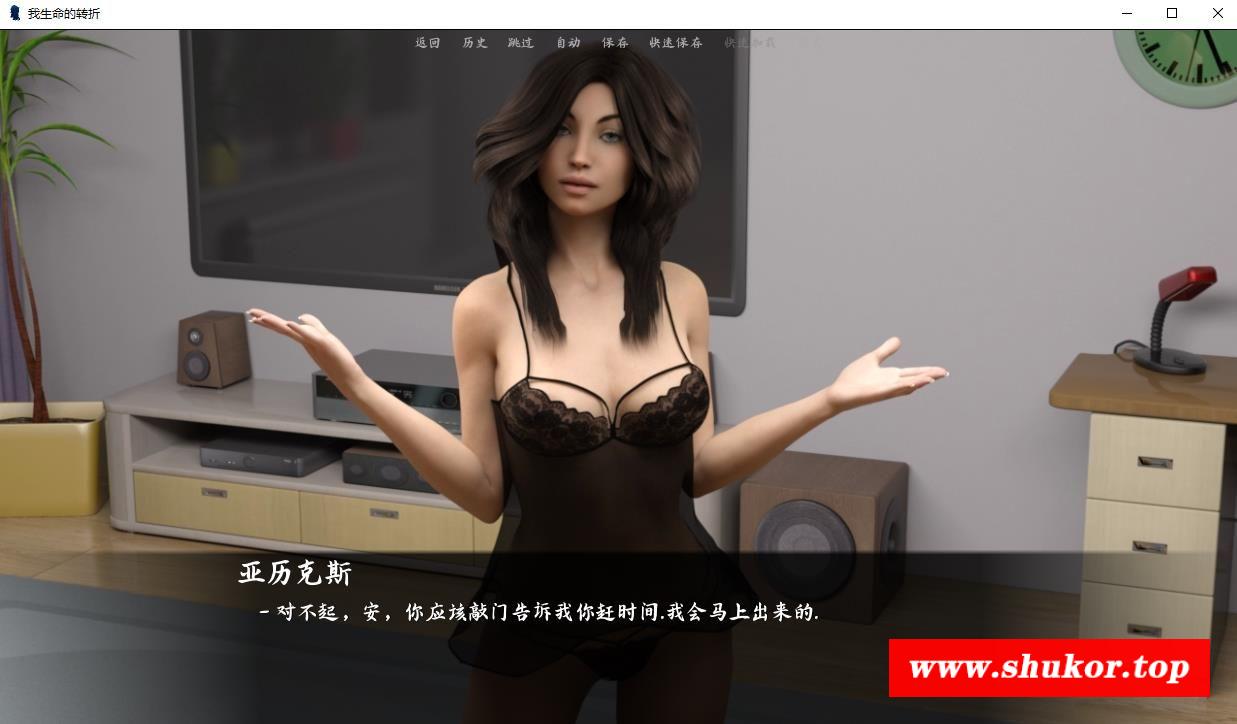 我生命的转折
返回 历史 跳过 自动 保存 快速保存 快速加载
亚历克斯
- 对不起，安，你应该敲门告诉我你赶时间.我会马上出来的.
www.shukor.top